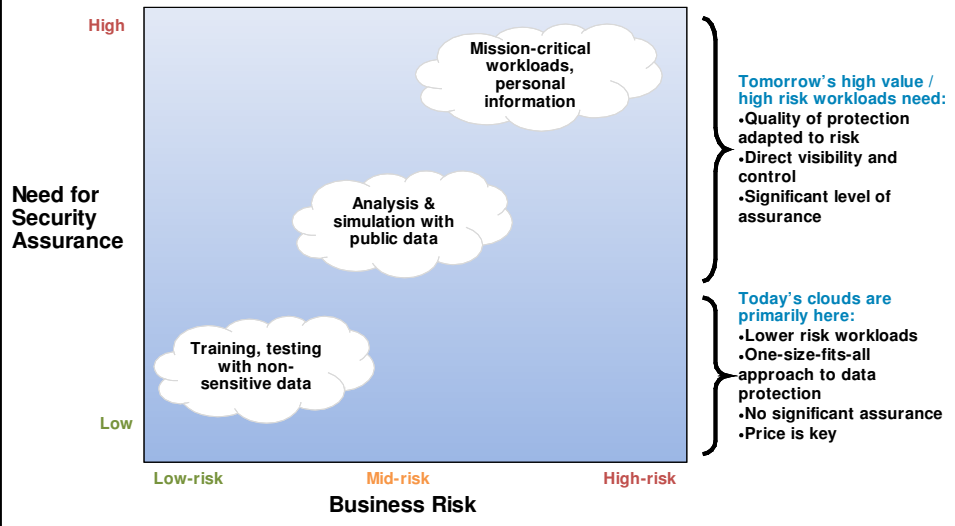 High
Mission-critical
workloads,
personal
information
Tomorrow's high value /
high risk workloads need:
•Quality of protection
adapted to risk
•Direct visibility and
control
•Significant level of
assurance
Need for
Security
Assurance
Analysis &
simulation with
public data
Today's clouds are
primarily here:
•Lower risk workloads
•One-size-fits-all
approach to data
protection
•No significant assurance
•Price is key
Training, testing
with non-
sensitive data
Low
Low-risk
Mid-risk
High-risk
Business Risk